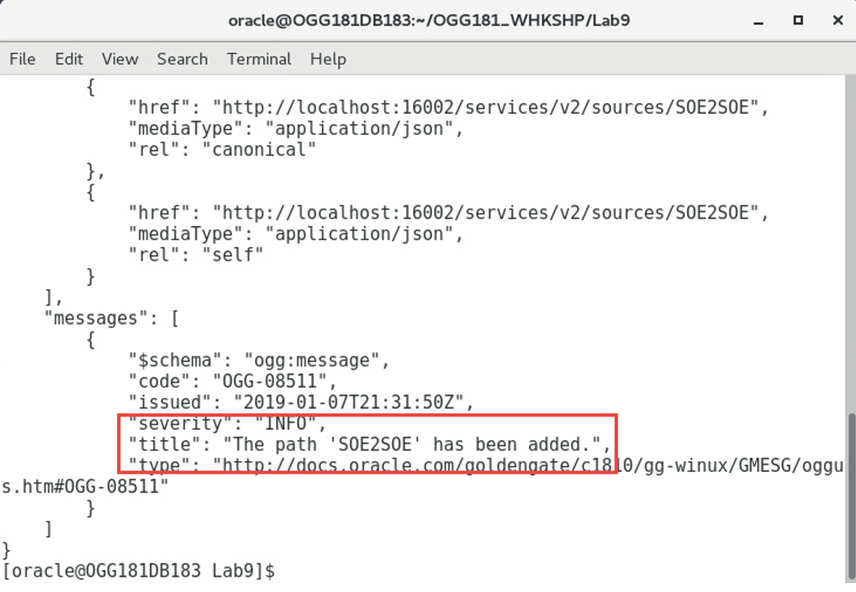 oracle@OGG181DB183:~/OGG181_WHKSHP/Lab9
File Edit View Search Terminal Help
{
"href": "http://localhost:16002/services/v2/sources/SOE2SOE",
"mediaType": "application/json",
"rel": "canonical"
},
{
"href": "http://localhost:16002/services/v2/sources/SOE2SOE",
"mediaType": "application/json",
"rel": "self"
}
],
"messages": [
{
"$schema": "ogg:message",
"code": "OGG-08511",
"issued": "2019-01-07T21:31:50Z",
"severity": "INFO",
"title": "The path 'SOE2SOE' has been added.",
"type": "http://docs.oracle.com/goldengate/c1810/gg-winux/GMESG/oggu
s.htm#OGG-08511"
}
]
}
[oracle@OGG181DB183 Lab9]$